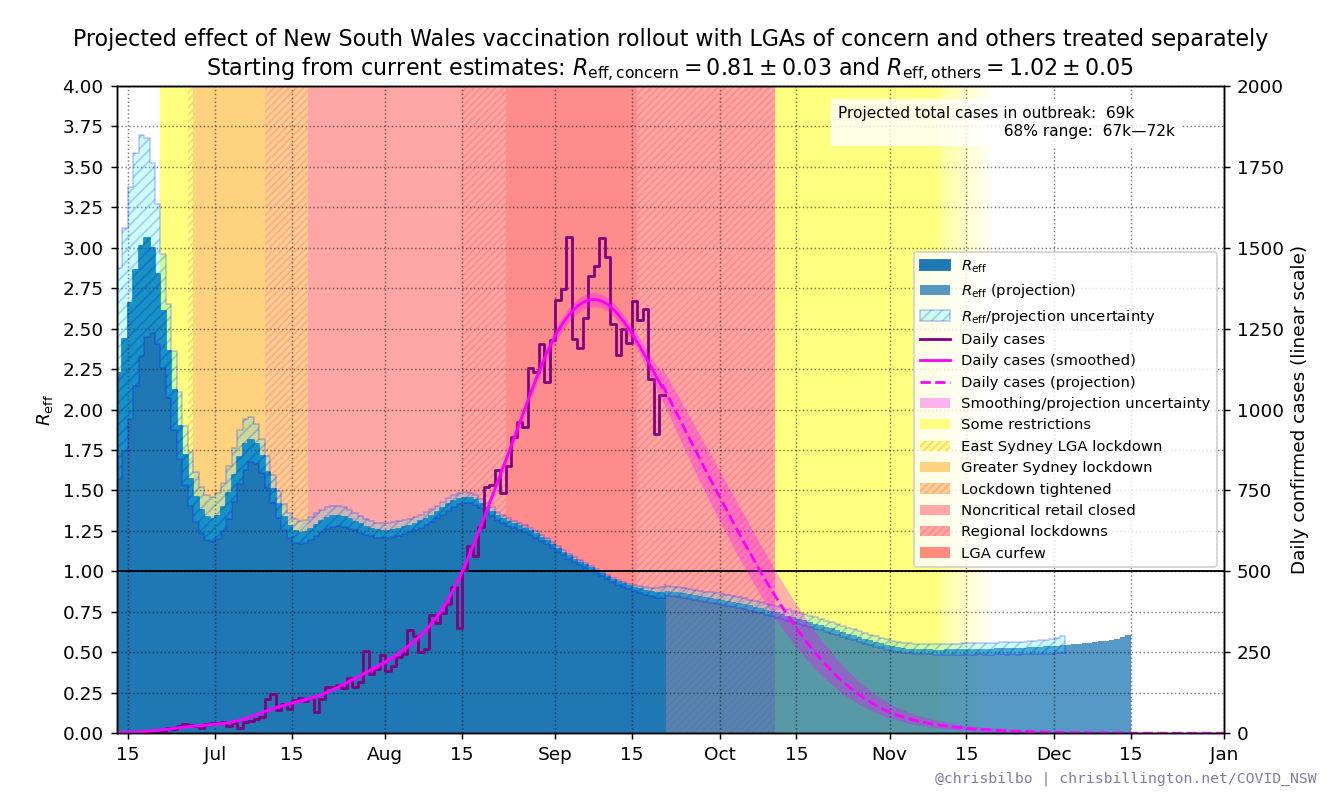 Projected effect of New South Wales vaccination rollout with LGAs of concern and others treated separately
Starting from current estimates: R_eff, concern = 0.81 ± 0.03 and R_eff, others = 1.02 ± 0.05
Projected total cases in outbreak: 69k
68% range: 67k—72k
4.00
3.75
3.50
3.25
3.00
2.75
2.50
2.25
2.00
1.75
1.50
1.25
1.00
0.75
0.50
0.25
0.00
R_eff
2000
1750
1500
1250
1000
750
500
250
0
Daily confirmed cases (linear scale)
R_eff
R_eff (projection)
R_eff/projection uncertainty
Daily cases
Daily cases (smoothed)
Daily cases (projection)
Smoothing/projection uncertainty
Some restrictions
East Sydney LGA lockdown
Greater Sydney lockdown
Lockdown tightened
Noncritical retail closed
Regional lockdowns
LGA curfew
15 Jul 15 Aug 15 Sep 15 Oct 15 Nov 15 Dec 15 Jan
@chrisbilbo | chrisbillington.net/COVID_NSW